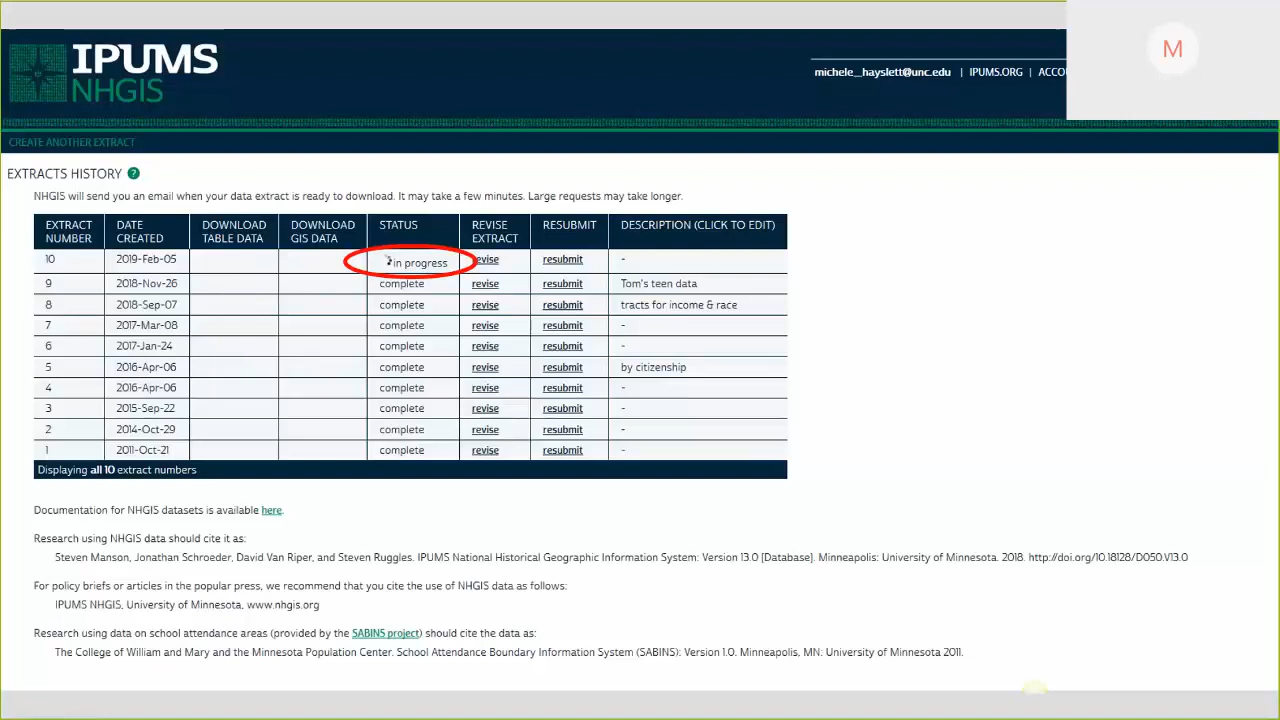 IPUMS
NHGIS
michele_hayslett@unc.edu | IPUMS.ORG | ACCOU
M
CREATE ANOTHER EXTRACT
EXTRACTS HISTORY ?
NHGIS will send you an email when your data extract is ready to download. It may take a few minutes. Large requests may take longer.
EXTRACT NUMBER DATE CREATED DOWNLOAD TABLE DATA DOWNLOAD GIS DATA STATUS REVISE EXTRACT RESUBMIT DESCRIPTION (CLICK TO EDIT)
10 2019-Feb-05 in progress revise resubmit -
9 2018-Nov-26 complete revise resubmit Tom's teen data
8 2018-Sep-07 complete revise resubmit tracts for income & race
7 2017-Mar-08 complete revise resubmit -
6 2017-Jan-24 complete revise resubmit -
5 2016-Apr-06 complete revise resubmit by citizenship
4 2016-Apr-06 complete revise resubmit -
3 2015-Sep-22 complete revise resubmit -
2 2014-Oct-29 complete revise resubmit -
1 2011-Oct-21 complete revise resubmit -
Displaying all 10 extract numbers
Documentation for NHGIS datasets is available here.
Research using NHGIS data should cite it as:
Steven Manson, Jonathan Schroeder, David Van Riper, and Steven Ruggles. IPUMS National Historical Geographic Information System: Version 13.0 [Database]. Minneapolis: University of Minnesota. 2018. http://doi.org/10.18128/D050.V13.0
For policy briefs or articles in the popular press, we recommend that you cite the use of NHGIS data as follows:
IPUMS NHGIS, University of Minnesota, www.nhgis.org
Research using data on school attendance areas (provided by the SABINS project) should cite the data as:
The College of William and Mary and the Minnesota Population Center. School Attendance Boundary Information System (SABINS): Version 1.0. Minneapolis, MN: University of Minnesota 2011.